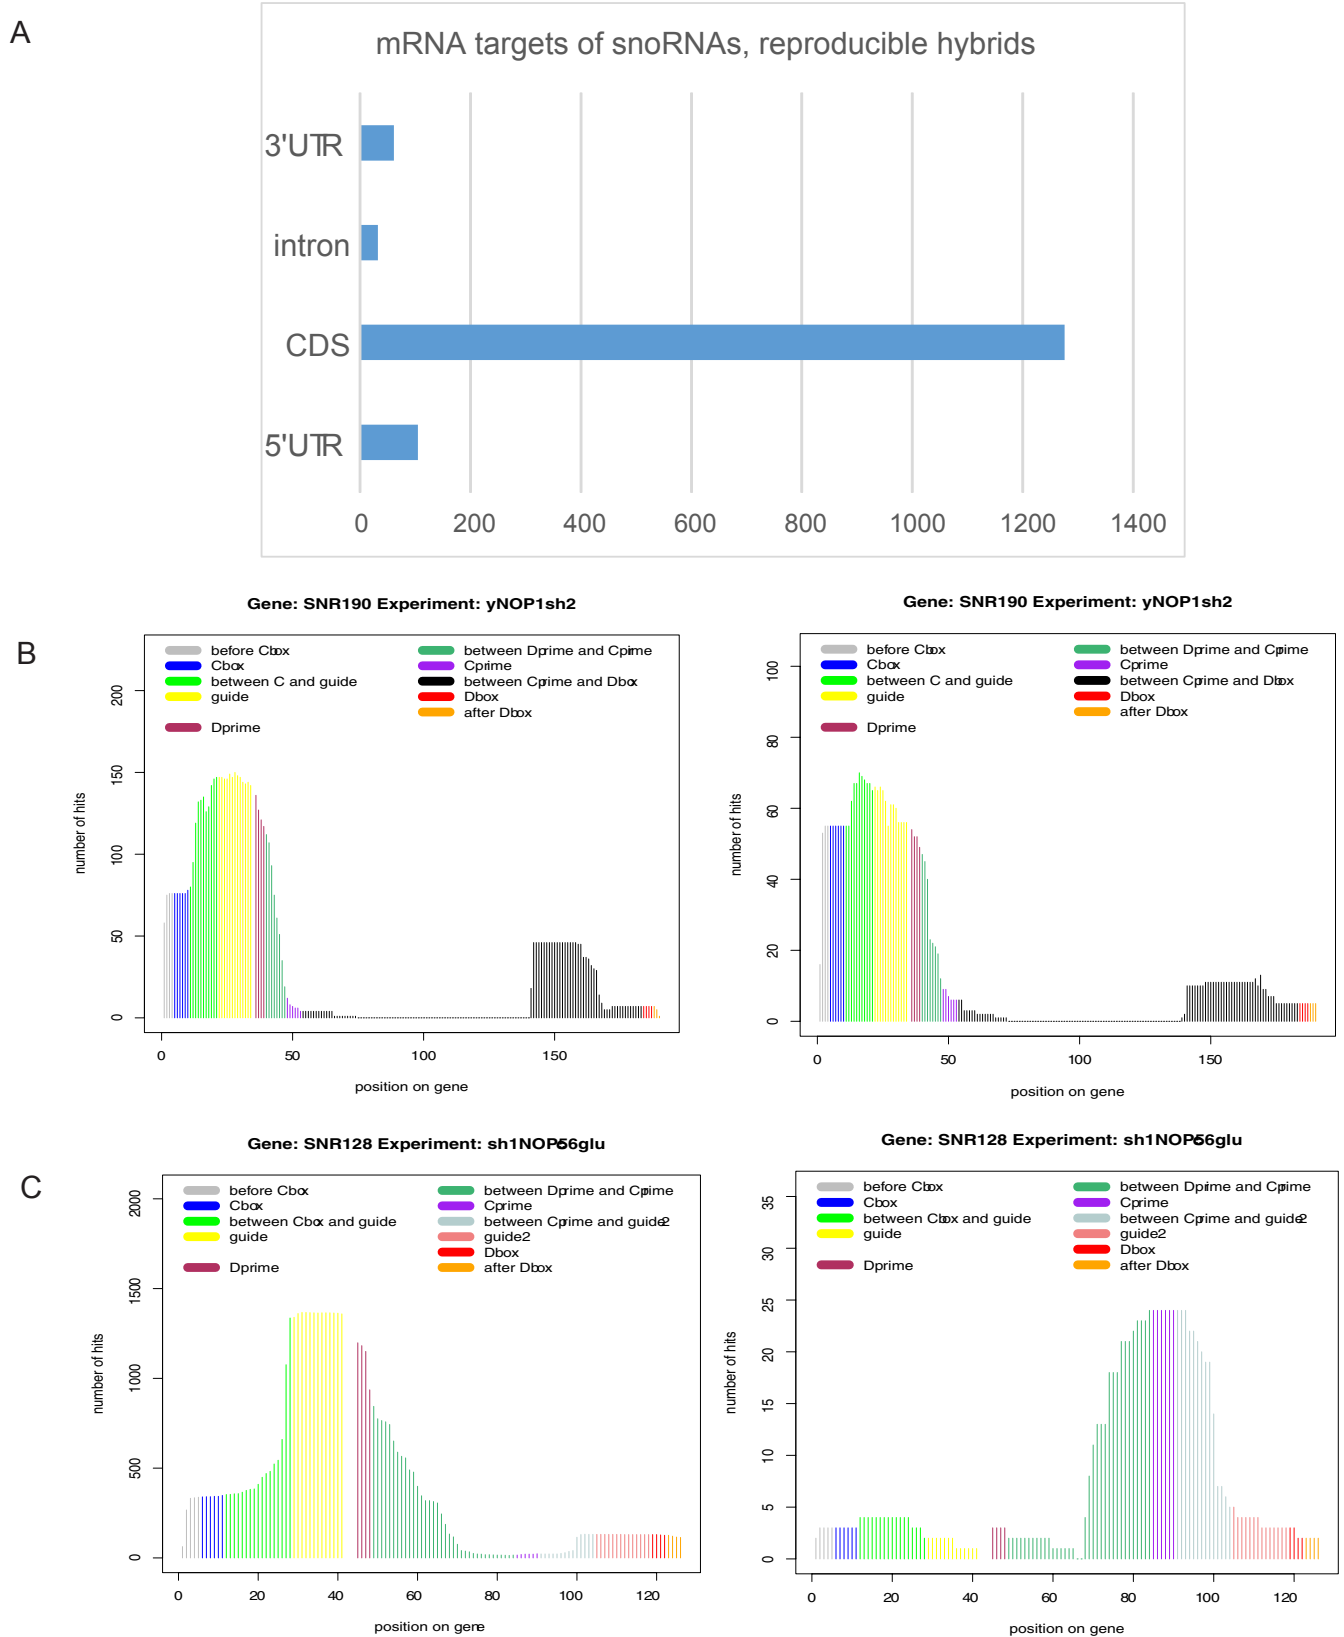 A
mRNA targets of snoRNAs, reproducible hybrids
3'UTR
intron
CDS
5'UTR
0 200 400 600 800 1000 1200 1400
B
Gene: SNR190 Experiment: yNOP1sh2
before Cbox
Cbox
between C and guide
guide
Dprime
between Dprime and Cprime
Cprime
between Cprime and Dbox
Dbox
after Dbox
number of hits
0 50 100 150 200
0 50 100 150
position on gene
Gene: SNR190 Experiment: yNOP1sh2
before Cbox
Cbox
between C and guide
guide
Dprime
between Dprime and Cprime
Cprime
between Cprime and Dbox
Dbox
after Dbox
number of hits
0 20 40 60 80 100
0 50 100 150
position on gene
C
Gene: SNR128 Experiment: sh1NOP56glu
before Cbox
Cbox
between Cbox and guide
guide
Dprime
between Dprime and Cprime
Cprime
between Cprime and guide2
guide2
Dbox
after Dbox
number of hits
0 500 1000 1500 2000
0 20 40 60 80 100 120
position on gene
Gene: SNR128 Experiment: sh1NOP56glu
before Cbox
Cbox
between Cbox and guide
guide
Dprime
between Dprime and Cprime
Cprime
between Cprime and guide2
guide2
Dbox
after Dbox
number of hits
0 5 10 15 20 25 30 35
0 20 40 60 80 100 120
position on gene